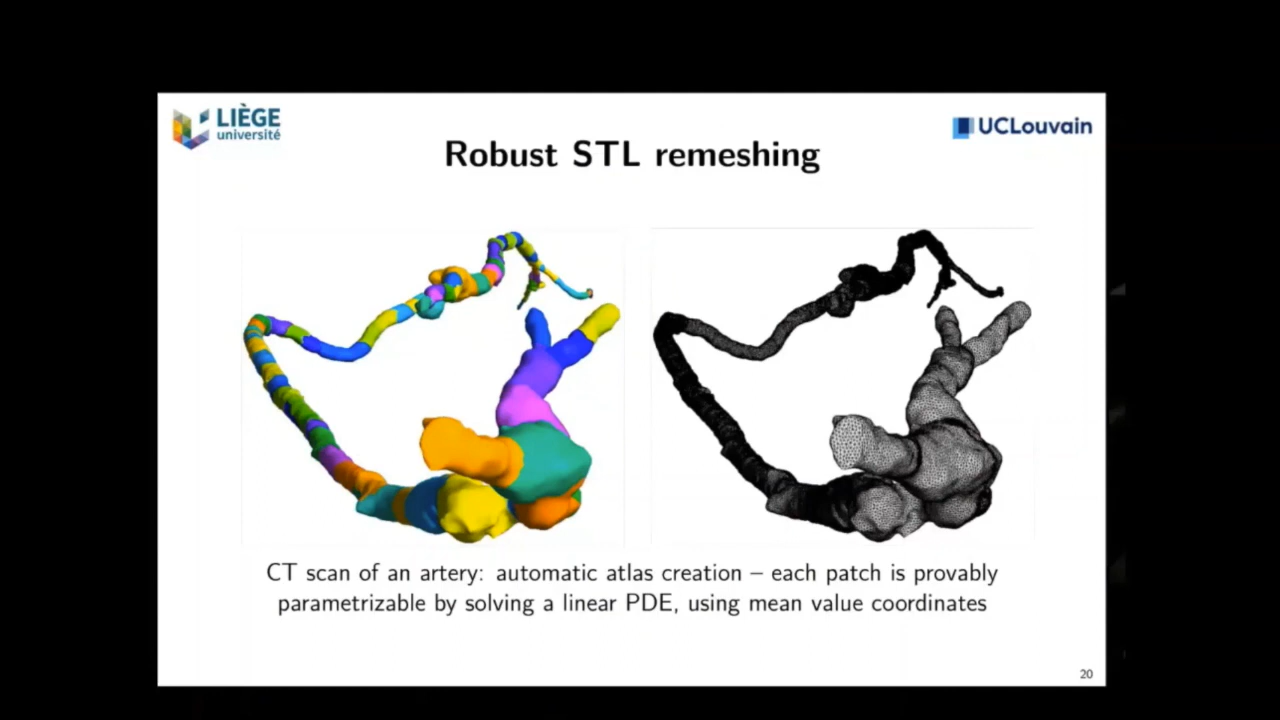 LIÈGE
université
UCLouvain
Robust STL remeshing
CT scan of an artery: automatic atlas creation – each patch is provably
parametrizable by solving a linear PDE, using mean value coordinates
20